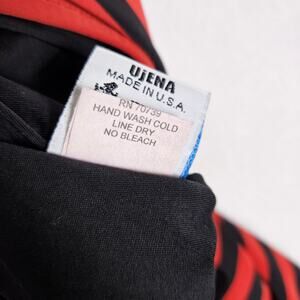 UjENA
MADE IN U.S.A.
RN 70739
HAND WASH COLD
LINE DRY
NO BLEACH